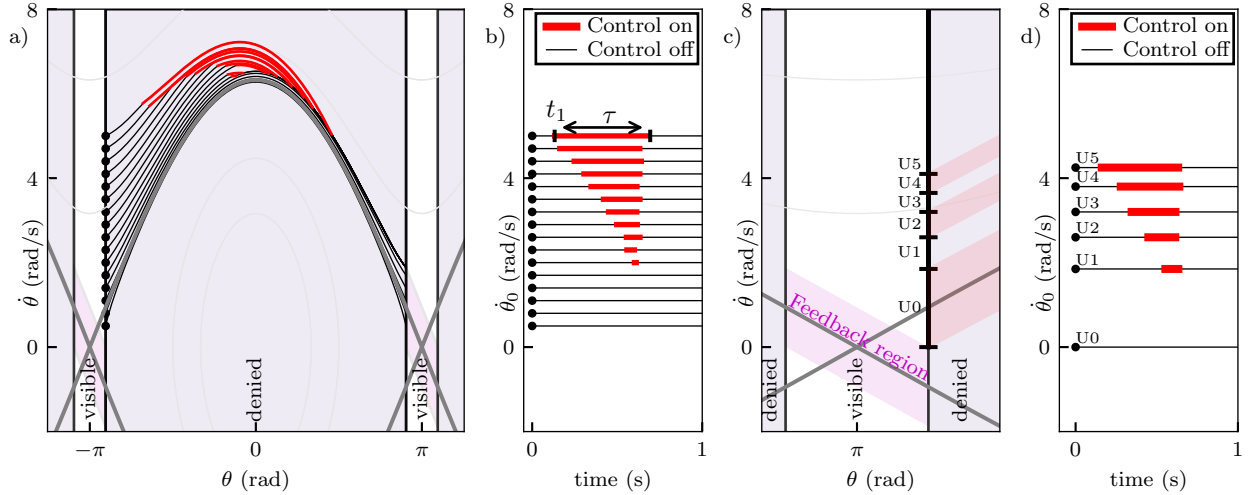 a)
8
4
0
θ̇ (rad/s)
visible
denied
visible
−π
0
π
θ (rad)
b)
Control on
Control off
8
4
0
t₁
τ
θ̇₀ (rad/s)
0
1
time (s)
c)
8
4
0
θ̇ (rad/s)
U5
U4
U3
U2
U1
U0
Feedback region
denied
visible
denied
π
θ (rad)
d)
Control on
Control off
8
4
0
θ̇₀ (rad/s)
U5
U4
U3
U2
U1
U0
0
1
time (s)